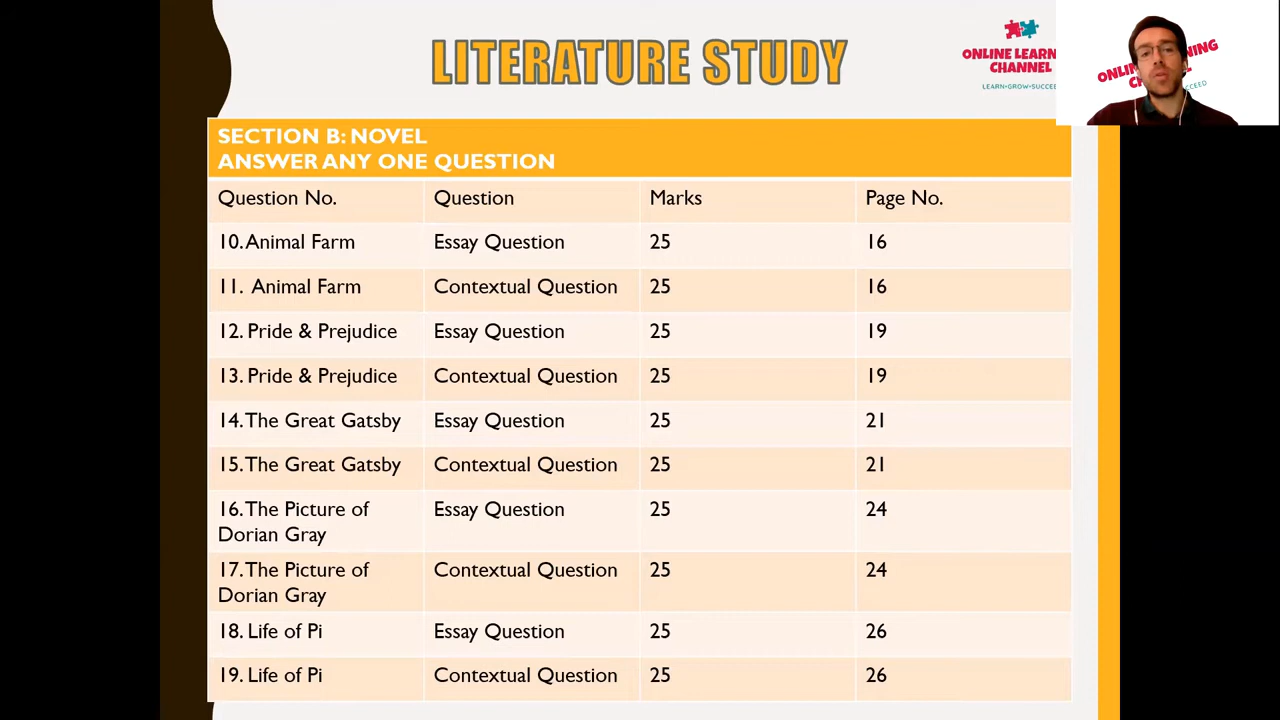 LITERATURE STUDY
ONLINE LEARN
CHANNEL
LEARN•GROW•SUCCEE
SECTION B: NOVEL
ANSWER ANY ONE QUESTION
Question No. Question Marks Page No.
10. Animal Farm Essay Question 25 16
11. Animal Farm Contextual Question 25 16
12. Pride & Prejudice Essay Question 25 19
13. Pride & Prejudice Contextual Question 25 19
14. The Great Gatsby Essay Question 25 21
15. The Great Gatsby Contextual Question 25 21
16. The Picture of Essay Question 25 24
Dorian Gray
17. The Picture of Contextual Question 25 24
Dorian Gray
18. Life of Pi Essay Question 25 26
19. Life of Pi Contextual Question 25 26